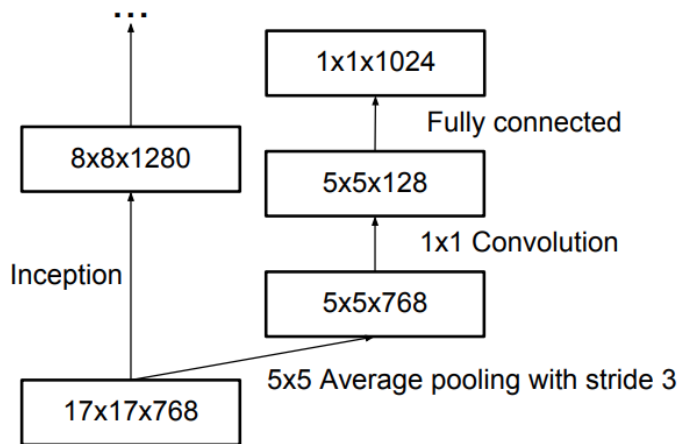 ...
1x1x1024
Fully connected
8x8x1280
5x5x128
1x1 Convolution
Inception
5x5x768
5x5 Average pooling with stride 3
17x17x768